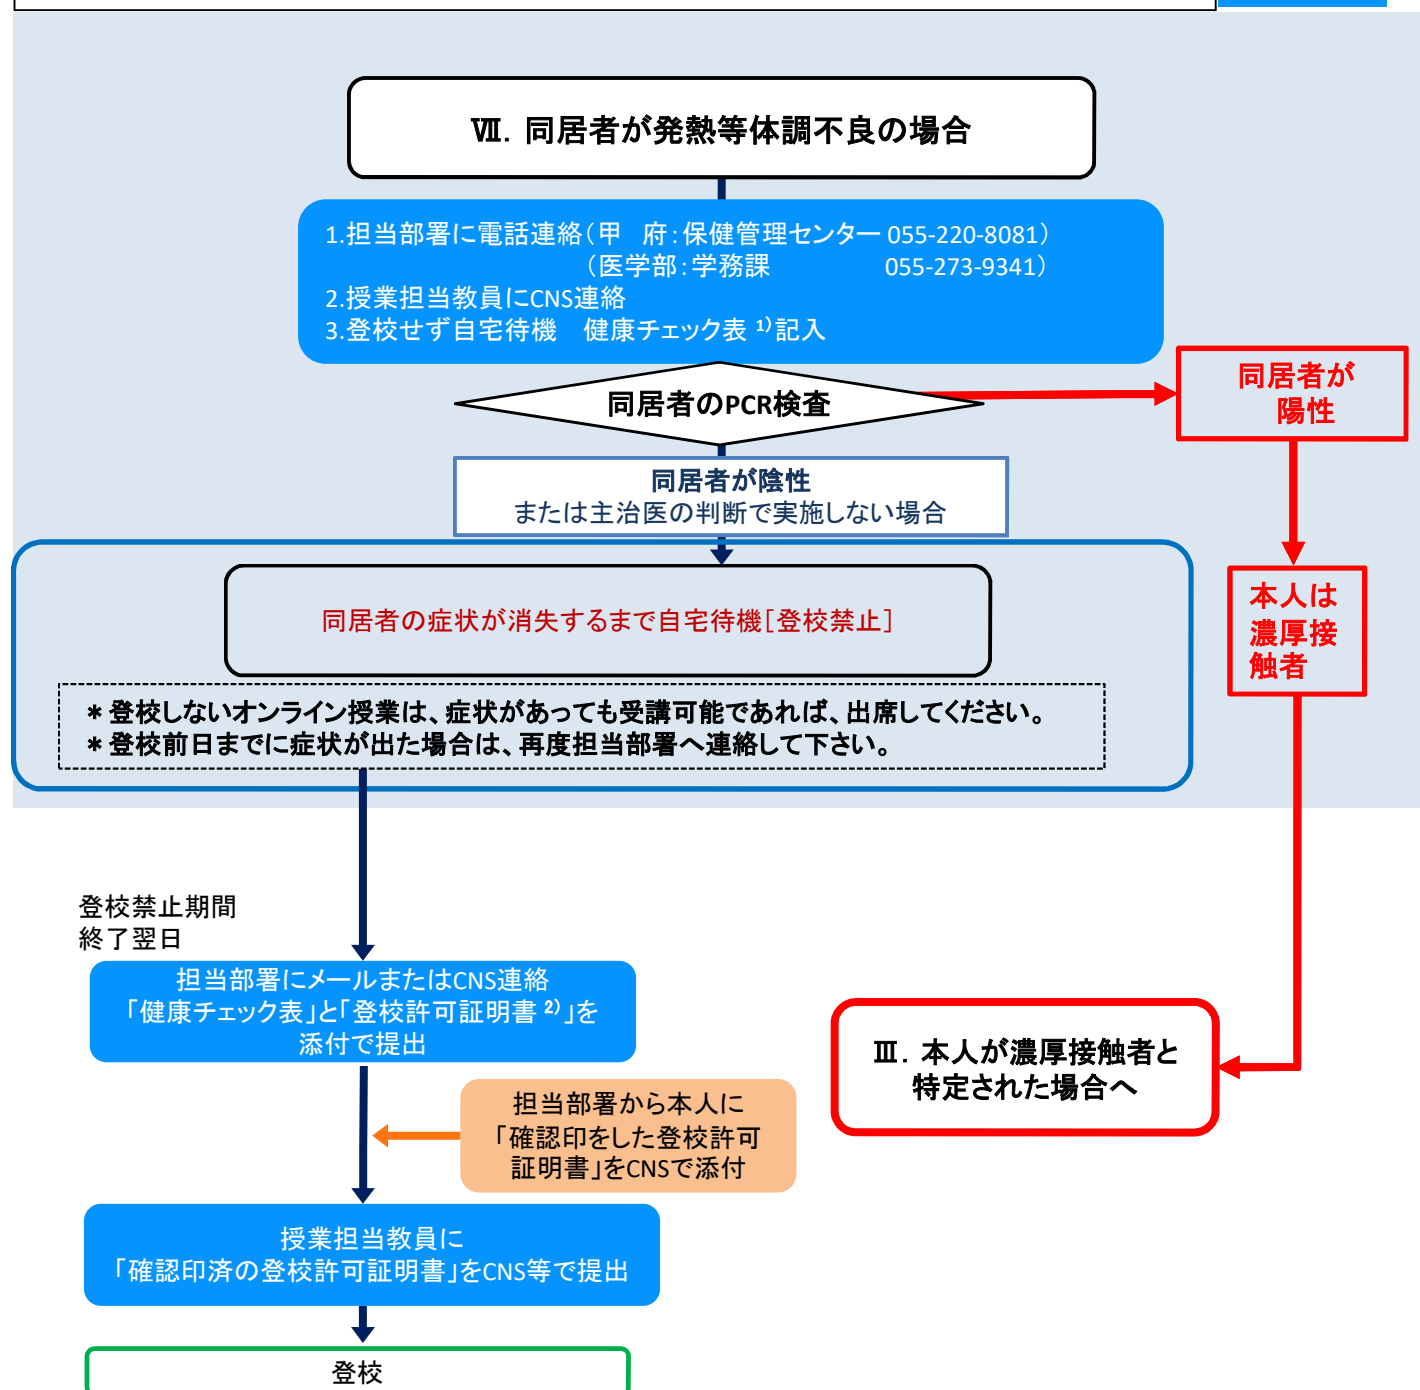 Ⅶ．同居者が発熱等体調不良の場合
1.担当部署に電話連絡（甲　府：保健管理センター 055-220-8081）
（医学部：学務課　055-273-9341）
2.授業担当教員にCNS連絡
3.登校せず自宅待機　健康チェック表 1)記入
同居者のPCR検査
同居者が
陽性
同居者が陰性
または主治医の判断で実施しない場合
同居者の症状が消失するまで自宅待機［登校禁止］
本人は
濃厚接
触者
＊登校しないオンライン授業は、症状があっても受講可能であれば、出席してください。
＊登校前日までに症状が出た場合は、再度担当部署へ連絡して下さい。
登校禁止期間
終了翌日
担当部署にメールまたはCNS連絡
「健康チェック表」と「登校許可証明書 2)」を
添付で提出
Ⅲ．本人が濃厚接触者と
特定された場合へ
担当部署から本人に
「確認印をした登校許可
証明書」をCNSで添付
授業担当教員に
「確認印済の登校許可証明書」をCNS等で提出
登校